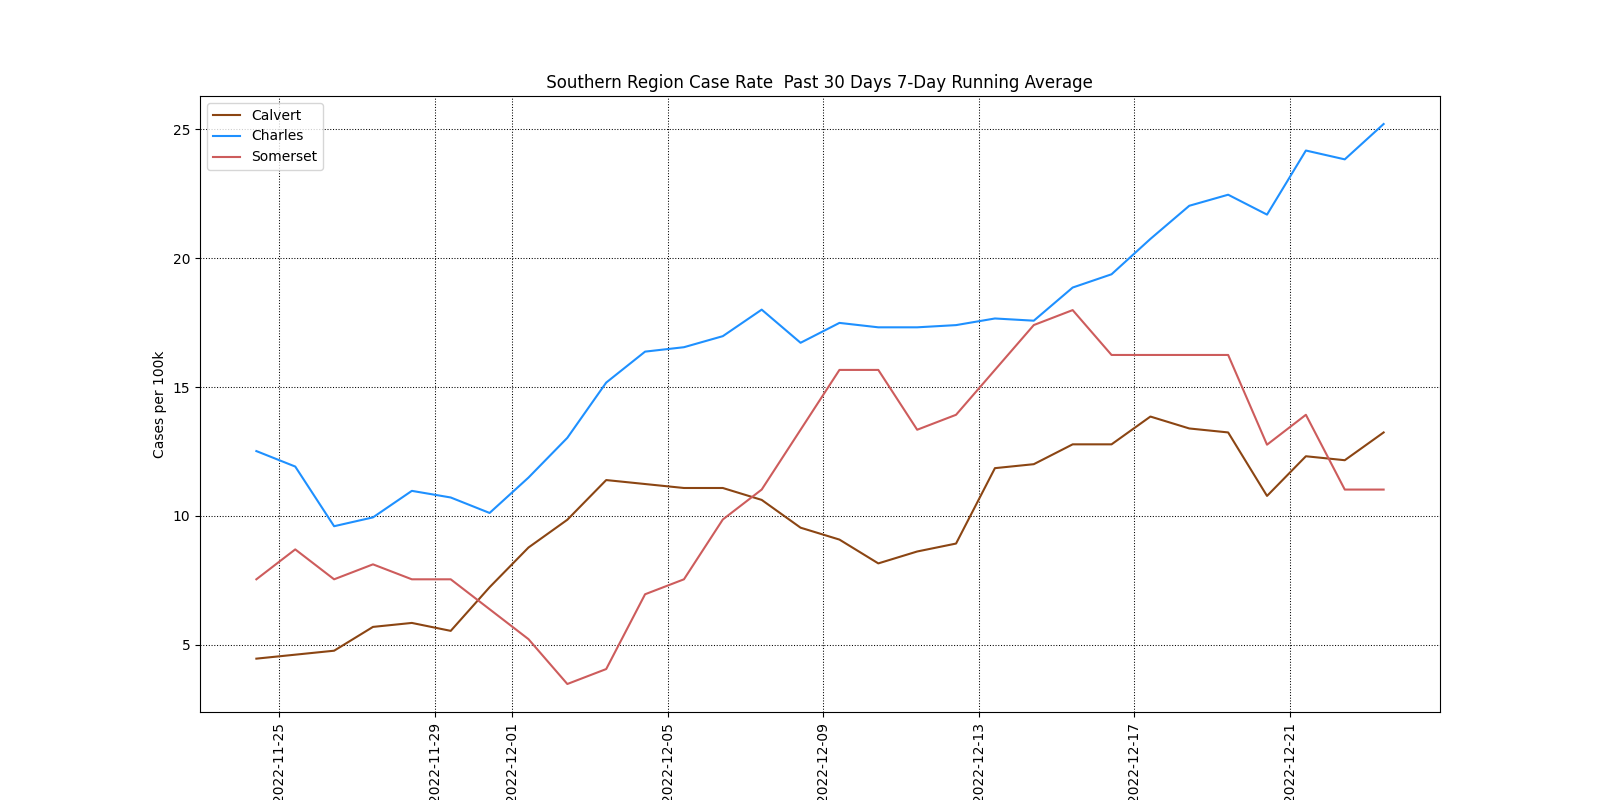 Southern Region Case Rate  Past 30 Days 7-Day Running Average
Calvert
Charles
Somerset
Cases per 100k
25
20
15
10
5
2022-11-25
2022-11-29
2022-12-01
2022-12-05
2022-12-09
2022-12-13
2022-12-17
2022-12-21